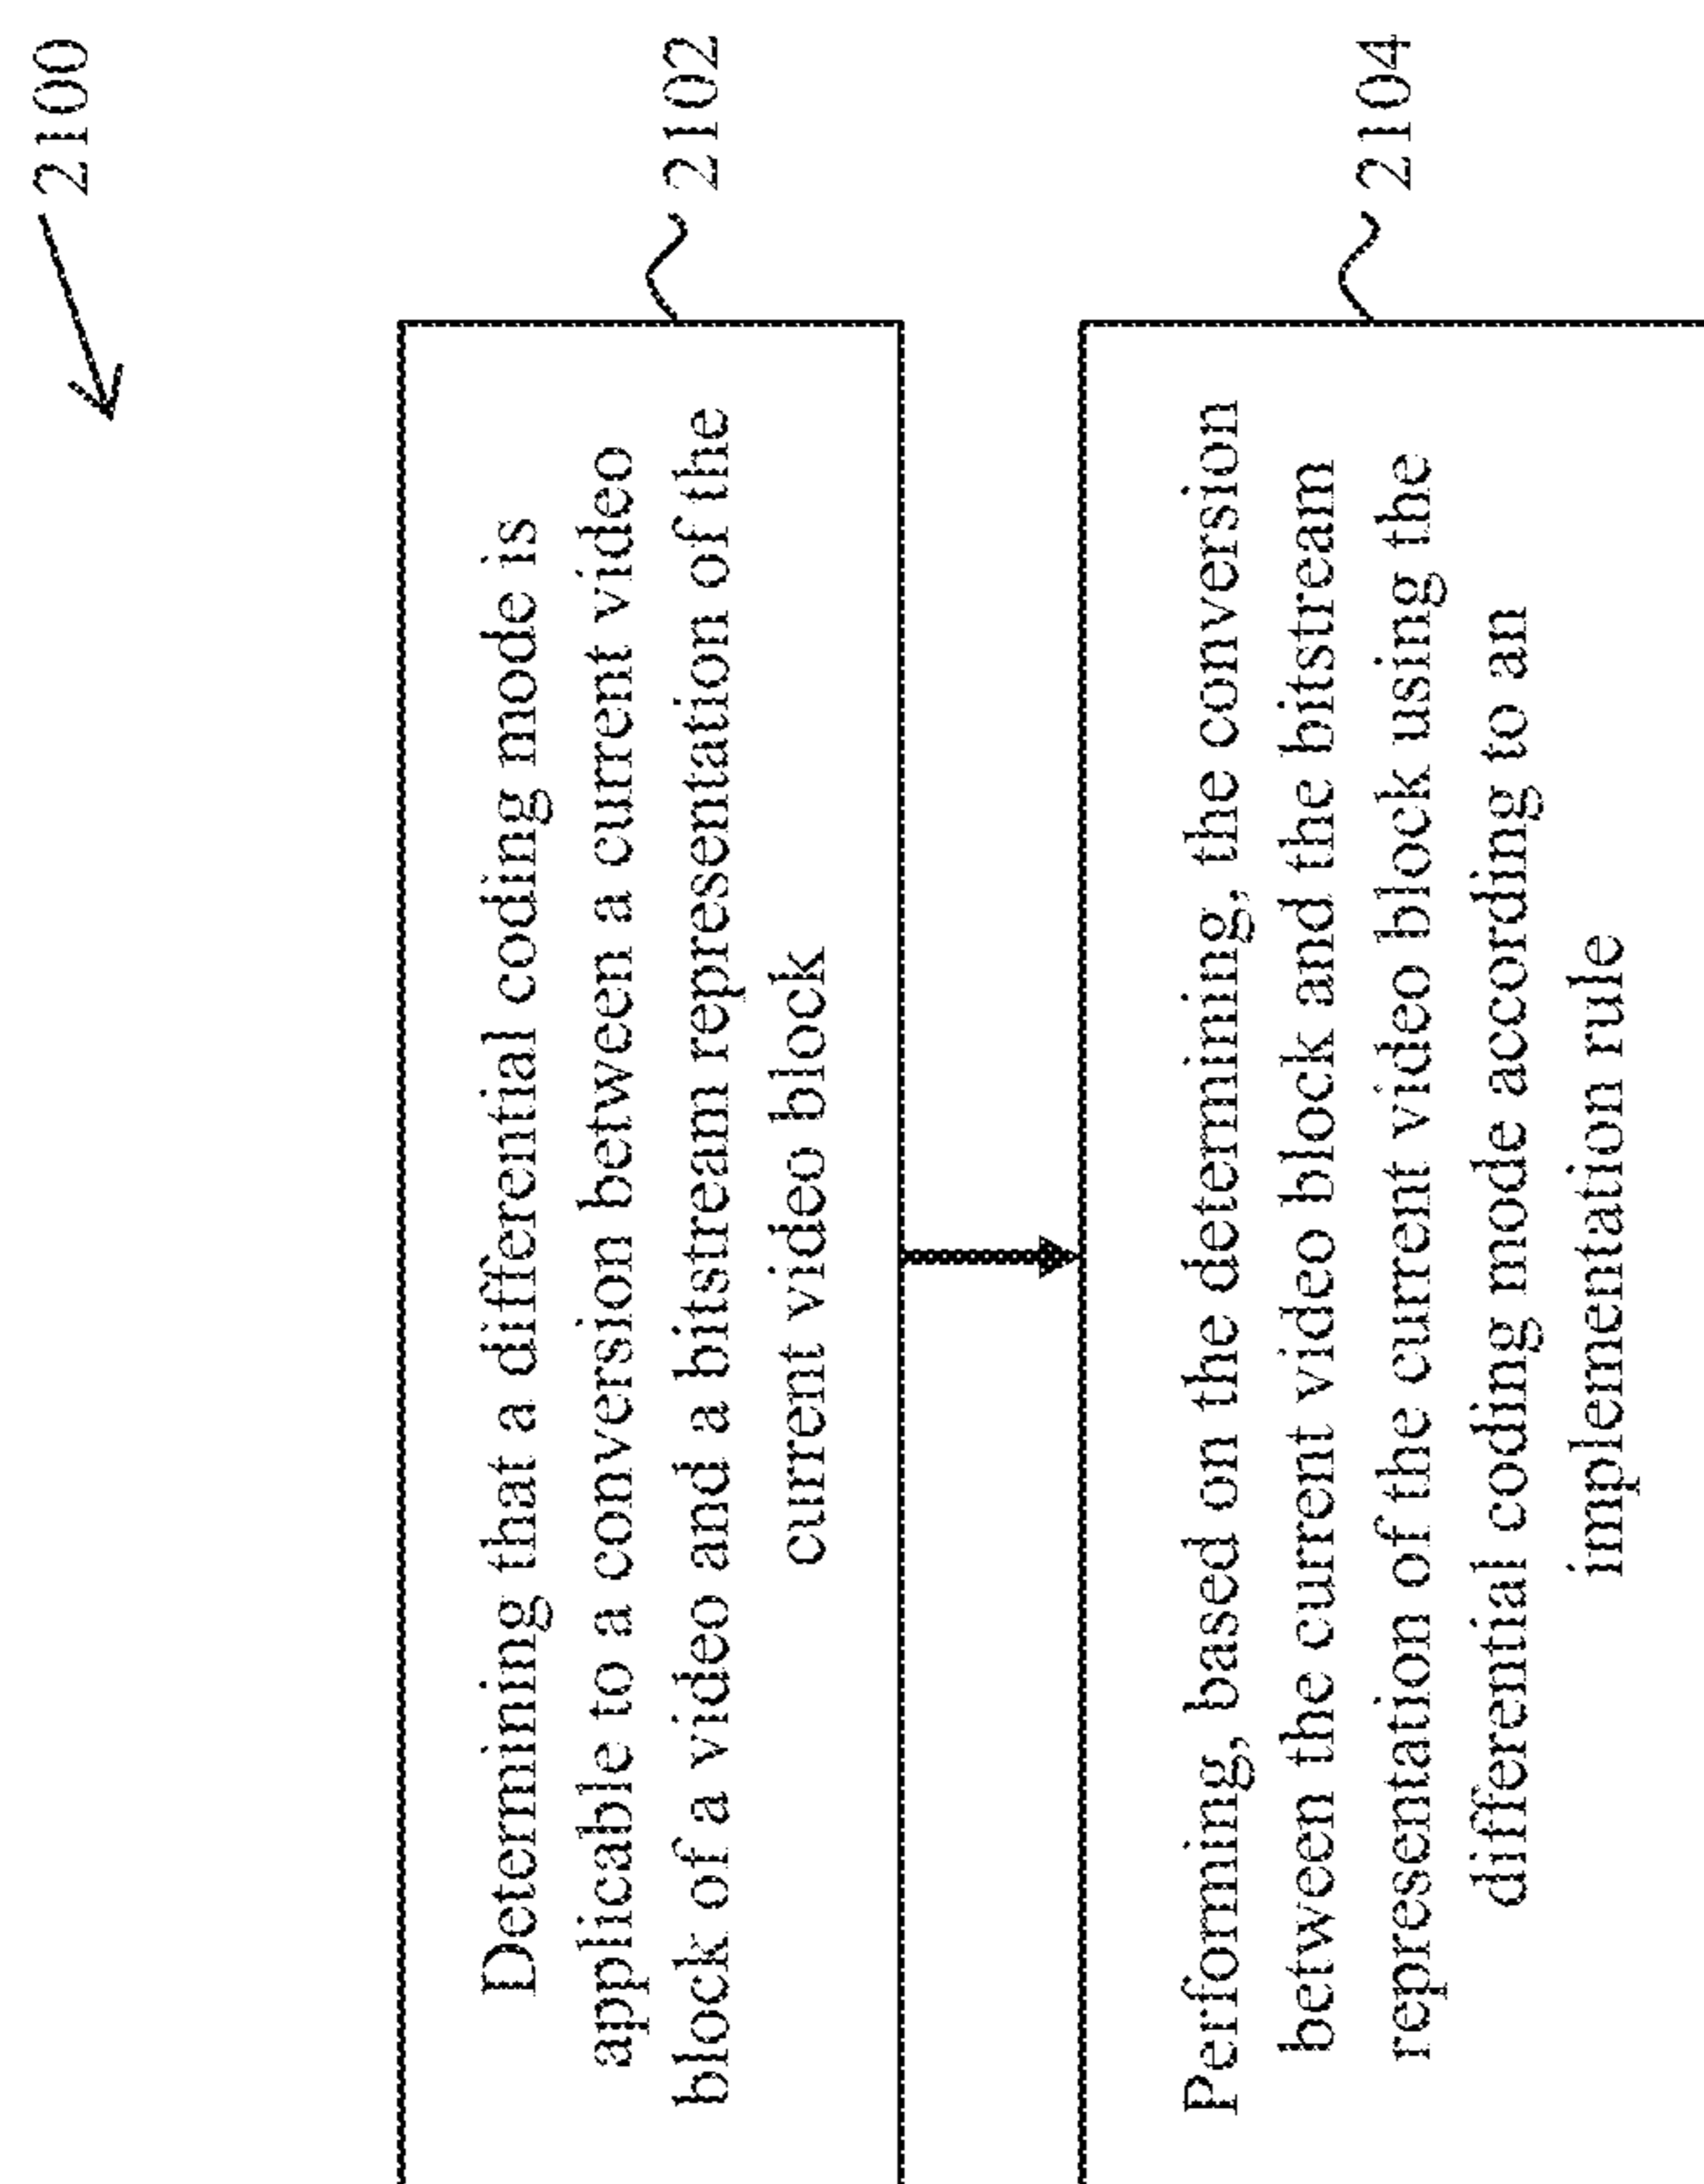 2100
Determining that a differential coding mode is
applicable to a conversion between a current video
block of a video and a bitstream representation of the
current video block
2102
Perfoming, based on the detemining, the conversion
between the current video block and the bitstream
representation of the current video block using the
differential coding mode according to an
implementation rule
2104